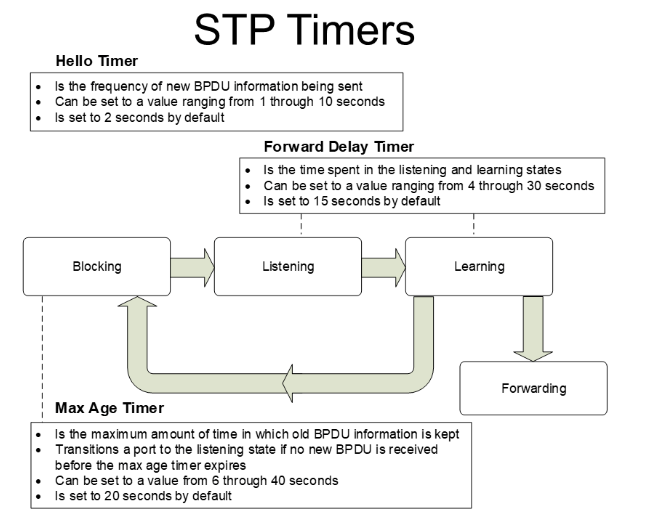 STP Timers
Hello Timer
• Is the frequency of new BPDU information being sent
• Can be set to a value ranging from 1 through 10 seconds
• Is set to 2 seconds by default
Forward Delay Timer
• Is the time spent in the listening and learning states
• Can be set to a value ranging from 4 through 30 seconds
• Is set to 15 seconds by default
Blocking
Listening
Learning
Forwarding
Max Age Timer
• Is the maximum amount of time in which old BPDU information is kept
• Transitions a port to the listening state if no new BPDU is received
before the max age timer expires
• Can be set to a value from 6 through 40 seconds
• Is set to 20 seconds by default